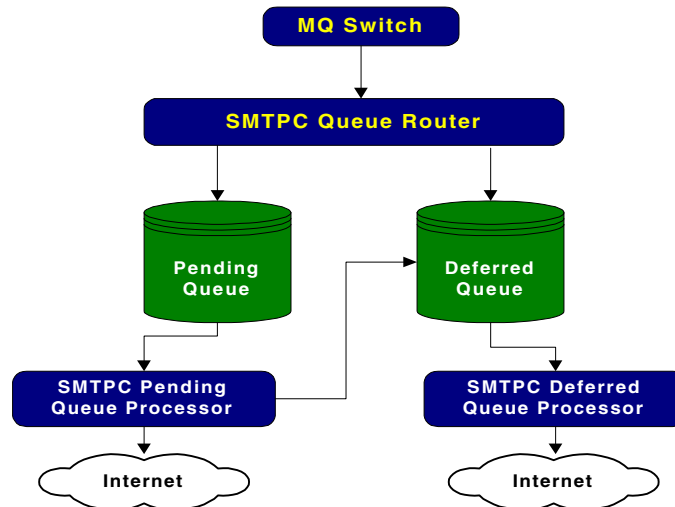 MQ Switch
SMTPC Queue Router
Pending
Queue
Deferred
Queue
SMTPC Pending
Queue Processor
SMTPC Deferred
Queue Processor
Internet
Internet